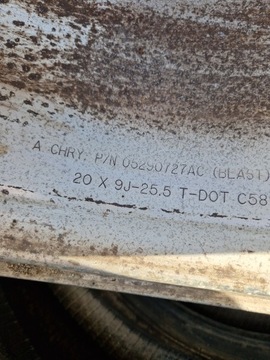 A CHRY. P/N 05290727AC (BLAST)
20 X 9J-25.5 T-DOT C58